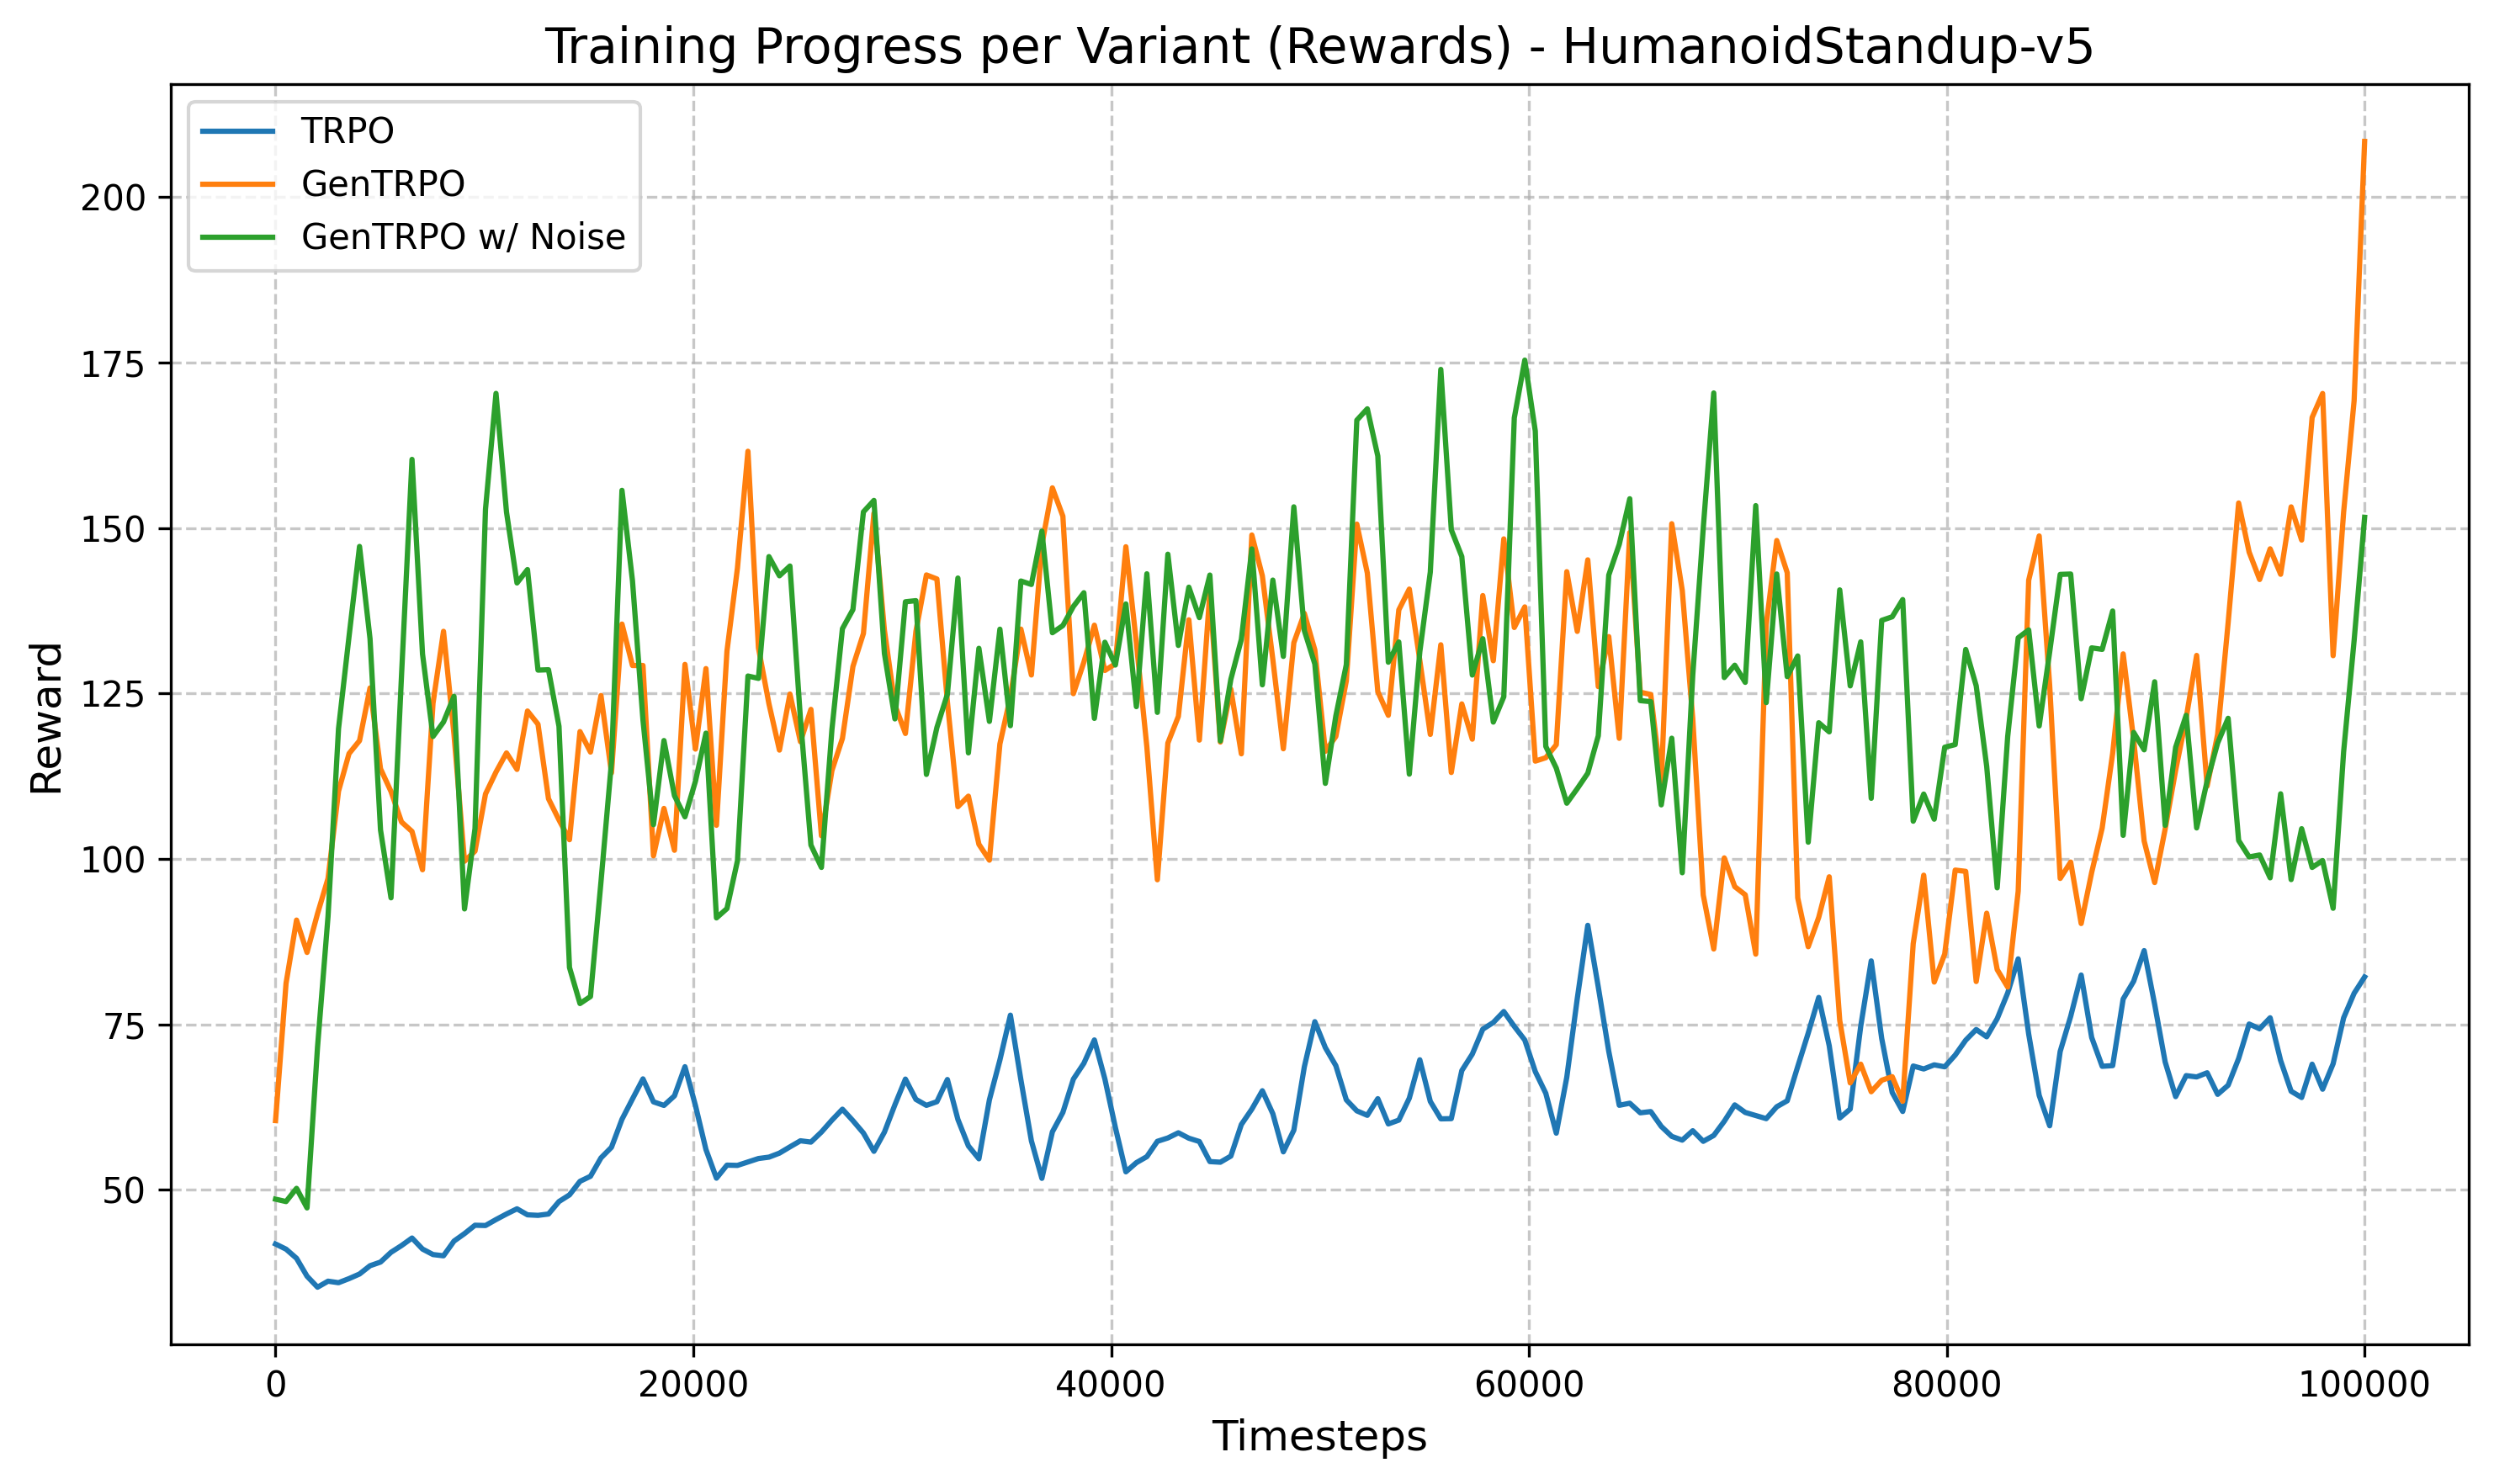 Training Progress per Variant (Rewards) - HumanoidStandup-v5
TRPO
GenTRPO
GenTRPO w/ Noise
Reward
200
175
150
125
100
75
50
0
20000
40000
60000
80000
100000
Timesteps